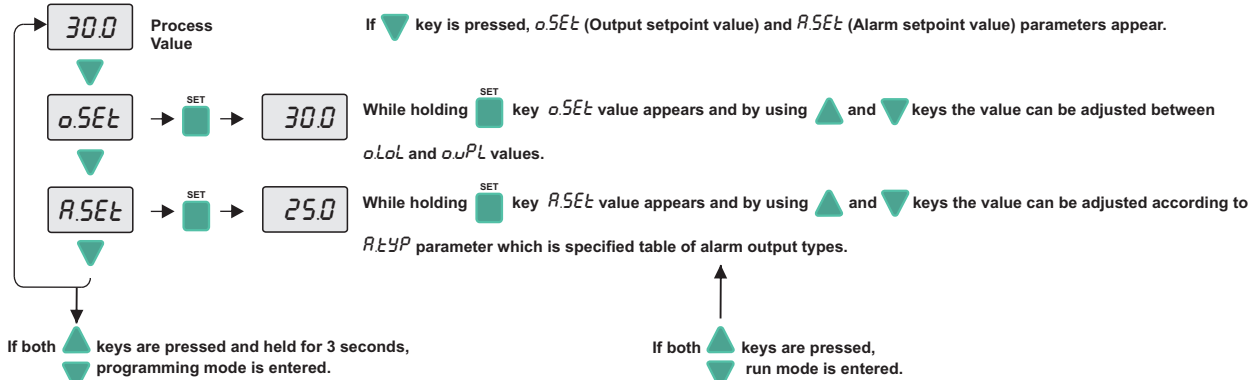 30.0
Process
Value
If key is pressed, o.SEt (Output setpoint value) and A.SEt (Alarm setpoint value) parameters appear.
o.SEt
SET
30.0
While holding SET key o.SEt value appears and by using and keys the value can be adjusted between
o.LoL and o.uPL values.
A.SEt
SET
25.0
While holding SET key A.SEt value appears and by using and keys the value can be adjusted according to
A.tYP parameter which is specified table of alarm output types.
If both keys are pressed and held for 3 seconds,
programming mode is entered.
If both keys are pressed,
run mode is entered.